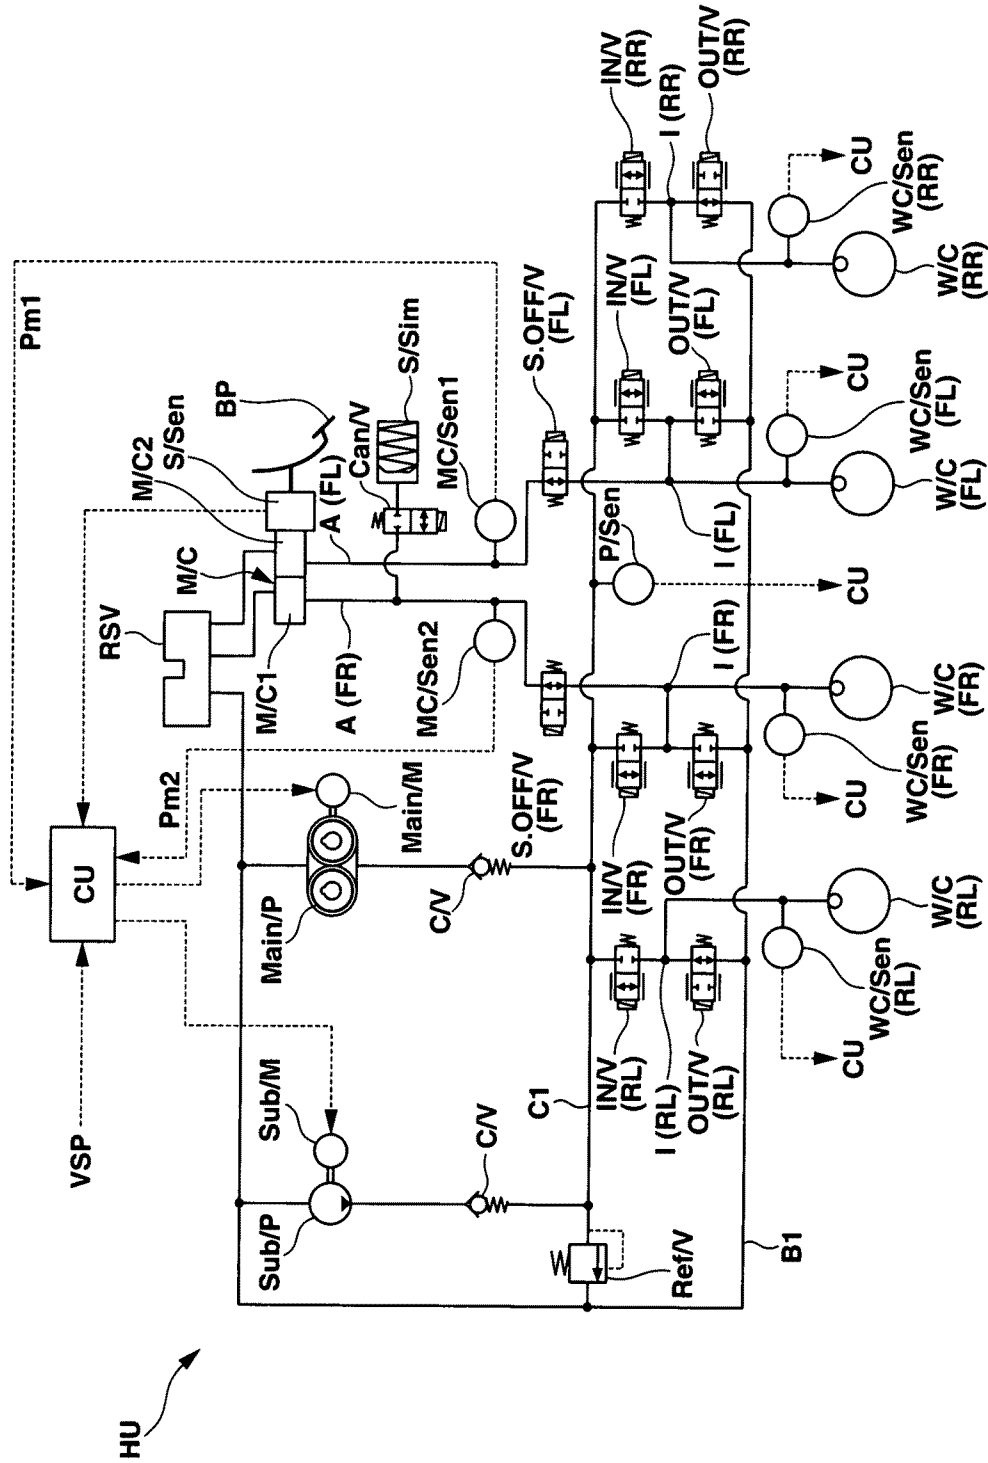 HU
VSP
CU
Pm1
Pm2
RSV
M/C
M/C1
M/C2
S/Sen
BP
A (FR)
A (FL)
Can/V
S/Sim
MC/Sen1
MC/Sen2
Main/P
Main/M
Sub/P
Sub/M
C/V
C/V
S.OFF/V
(FR)
S.OFF/V
(FL)
P/Sen
CU
C1
Ref/V
B1
IN/V
(RL)
I (RL)
OUT/V
(RL)
IN/V
(FR)
OUT/V
(FR)
I (FR)
IN/V
(FL)
OUT/V
(FL)
I (FL)
IN/V
(RR)
I (RR)
OUT/V
(RR)
CU
WC/Sen
(RL)
W/C
(RL)
CU
WC/Sen
(FR)
W/C
(FR)
CU
WC/Sen
(FL)
W/C
(FL)
CU
WC/Sen
(RR)
W/C
(RR)